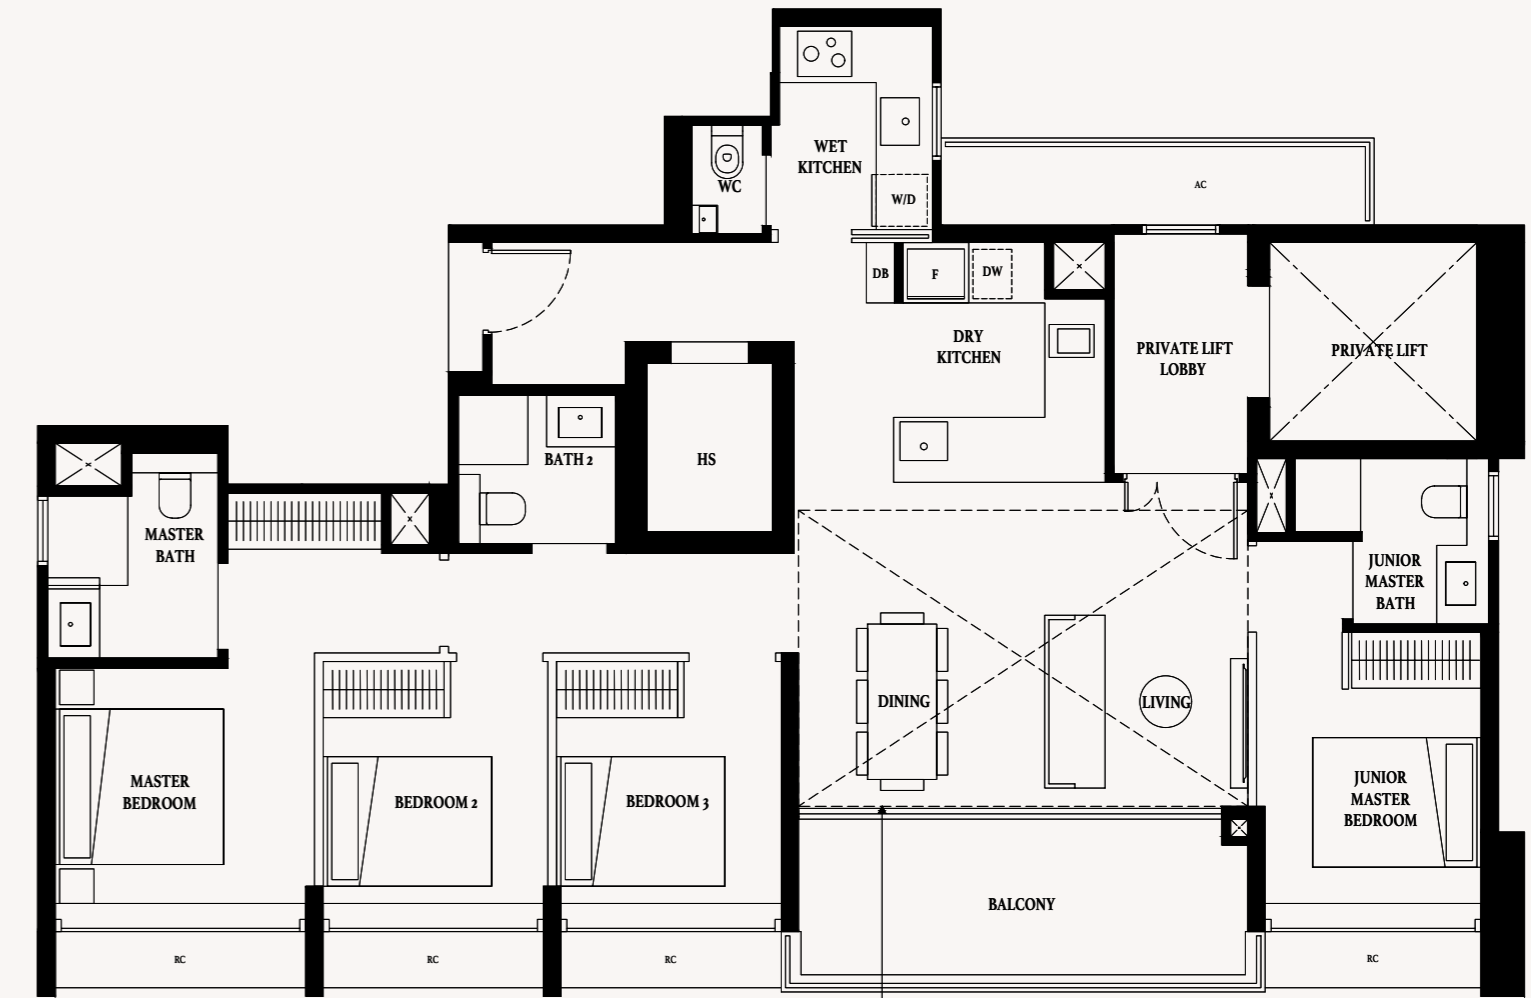 WET
KITCHEN
WC
W/D
AC
DB
F
DW
DRY
KITCHEN
PRIVATE LIFT
LOBBY
PRIVATE LIFT
BATH 2
HS
MASTER
BATH
JUNIOR
MASTER
BATH
DINING
LIVING
MASTER
BEDROOM
BEDROOM 2
BEDROOM 3
JUNIOR
MASTER
BEDROOM
BALCONY
RC
RC
RC
RC